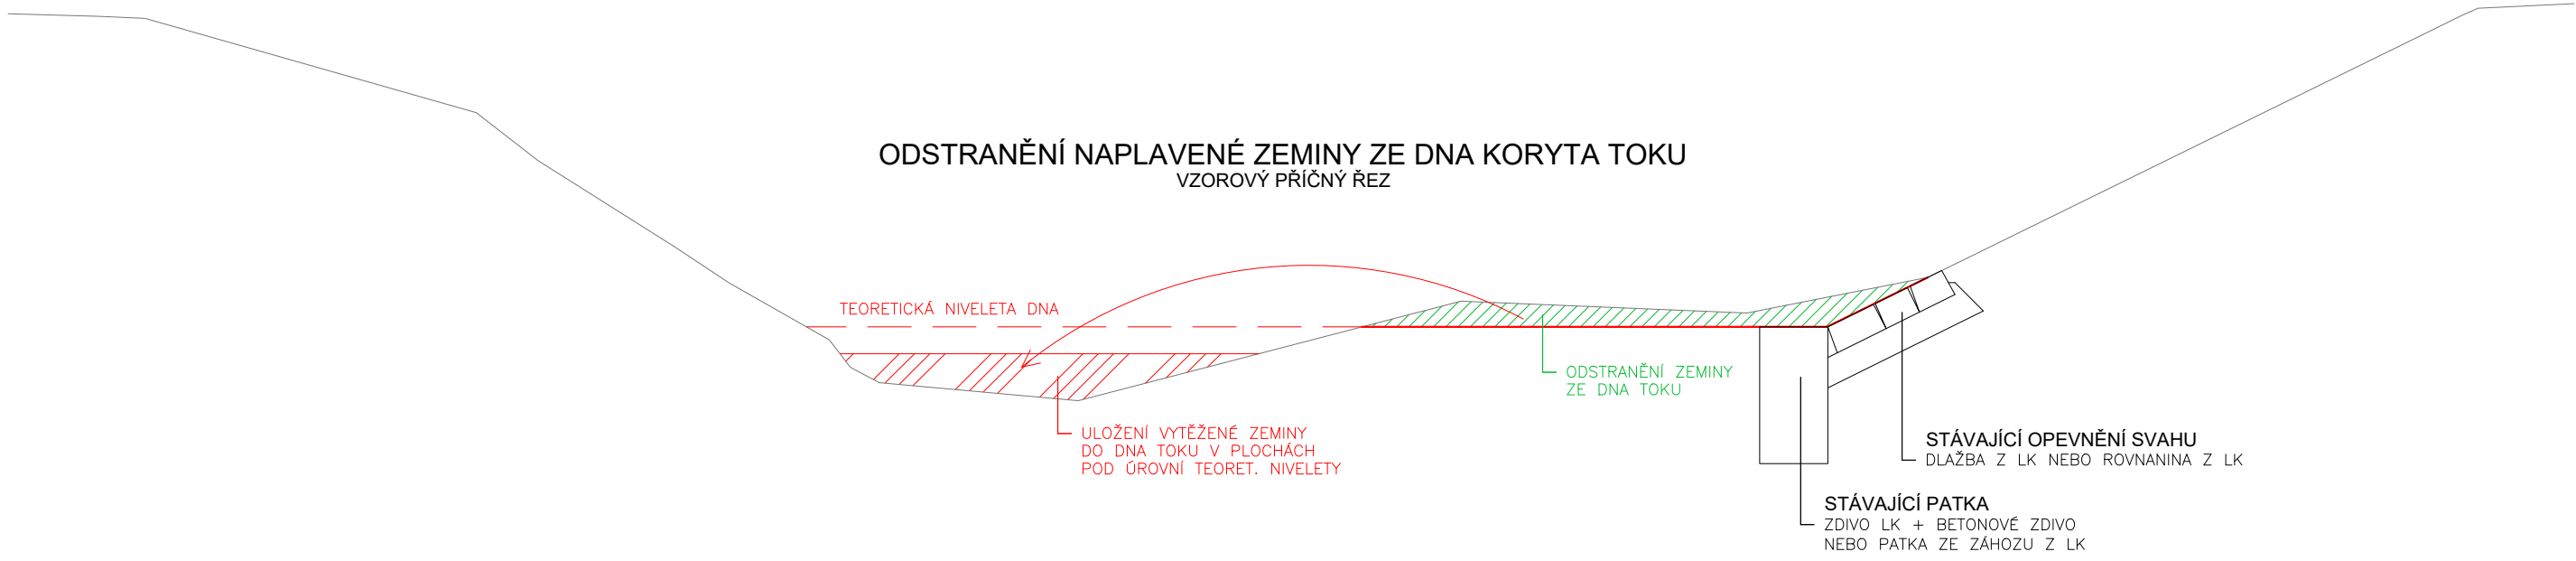 ODSTRANĚNÍ NAPLAVENÉ ZEMINY ZE DNA KORYTA TOKU
VZOROVÝ PŘÍČNÝ ŘEZ
TEORETICKÁ NIVELETA DNA
ODSTRANĚNÍ ZEMINY
ZE DNA TOKU
ULOŽENÍ VYTĚŽENÉ ZEMINY
DO DNA TOKU V PLOCHÁCH
POD ÚROVNÍ TEORET. NIVELETY
STÁVAJÍCÍ OPEVNĚNÍ SVAHU
DLAŽBA Z LK NEBO ROVNANINA Z LK
STÁVAJÍCÍ PATKA
ZDIVO LK + BETONOVÉ ZDIVO
NEBO PATKA ZE ZÁHOZU Z LK